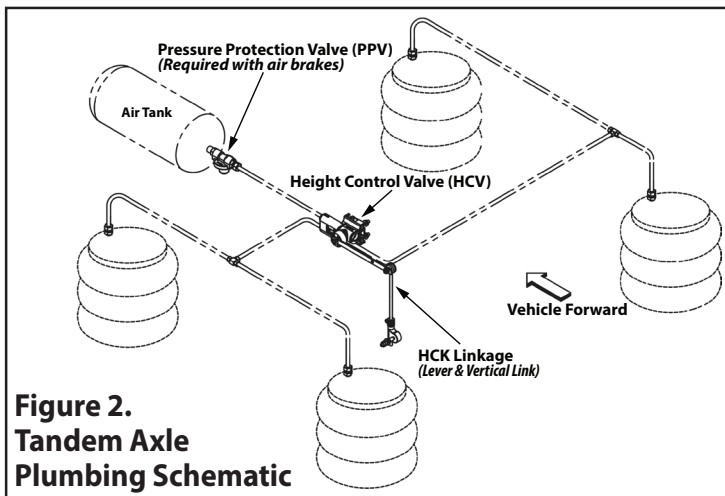 Pressure Protection Valve (PPV)
(Required with air brakes)
Air Tank
Height Control Valve (HCV)
Vehicle Forward
HCK Linkage
(Lever & Vertical Link)
Figure 2.
Tandem Axle
Plumbing Schematic